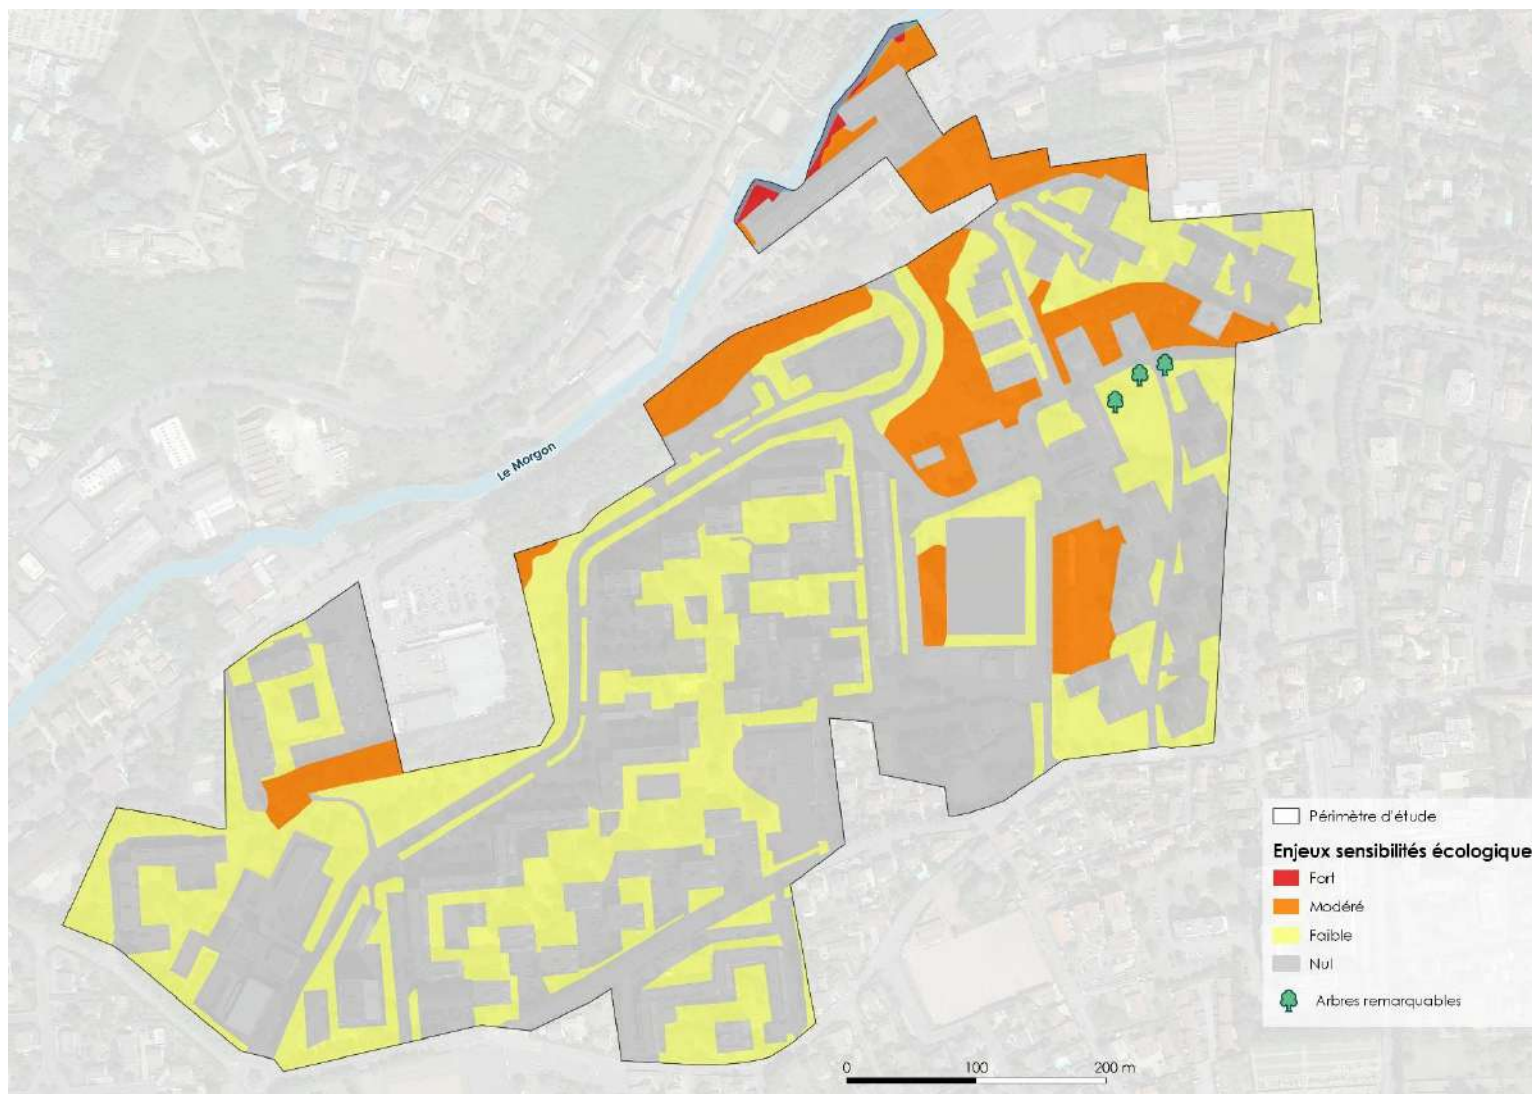 Le Morgon
Périmètre d'étude
Enjeux sensibilités écologique
Fort
Modéré
Faible
Nul
Arbres remarquables
0 100 200 m